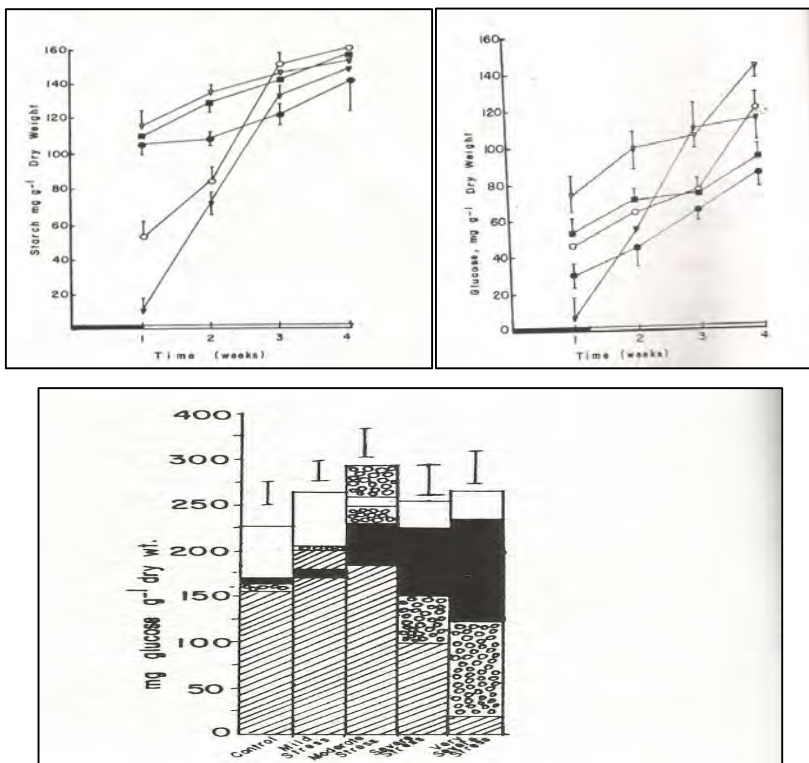 160
140
120
100
80
60
40
20
Starch mg g⁻¹ Dry Weight
1 2 3 4
Time (weeks)
160
140
120
100
80
60
40
20
0
Glucose, mg g⁻¹ Dry Weight
1 2 3 4
Time (weeks)
400
350
300
250
200
150
100
50
0
mg glucose g⁻¹ dry wt.
Control
Mild Stress
Moderate Stress
Severe Stress
Very Severe Stress